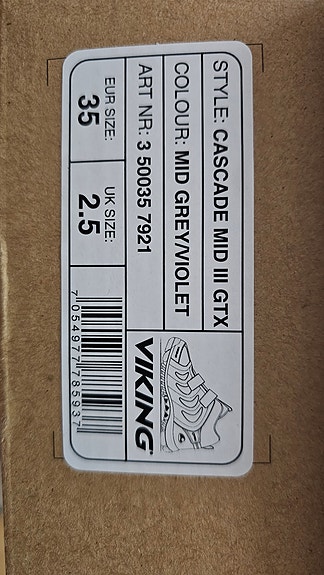 STYLE: CASCADE MID III GTX
COLOUR: MID GREY/VIOLET
ART NR: 3 50035 7921
VIKING®
EUR SIZE:
35
UK SIZE:
2.5
7 054977 785937